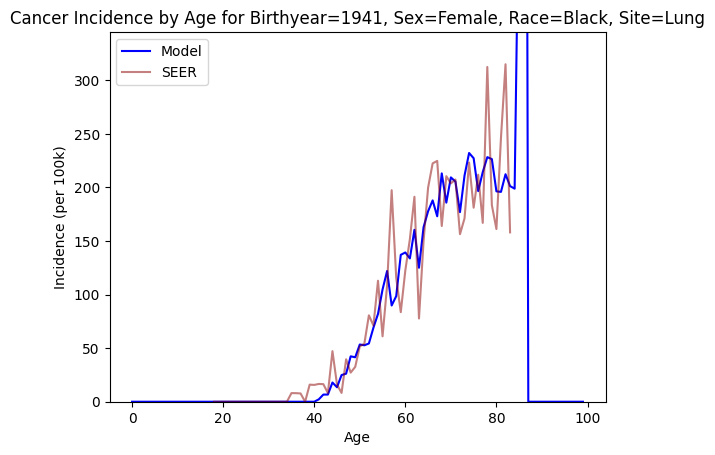 Cancer Incidence by Age for Birthyear=1941, Sex=Female, Race=Black, Site=Lung
Model
SEER
Incidence (per 100k)
300
250
200
150
100
50
0
0 20 40 60 80 100
Age